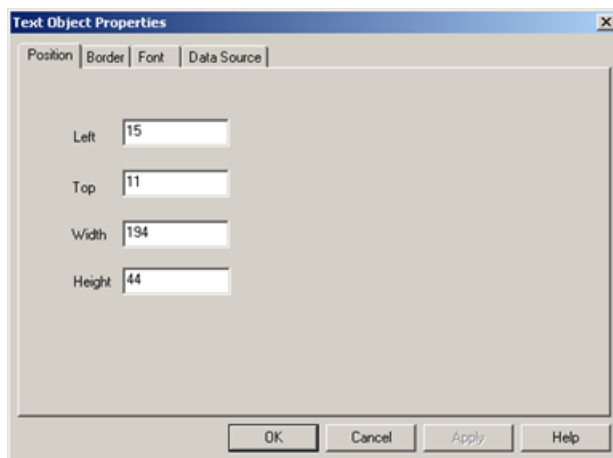 Text Object Properties
Position Border Font Data Source
Left 15
Top 11
Width 194
Height 44
OK Cancel Apply Help